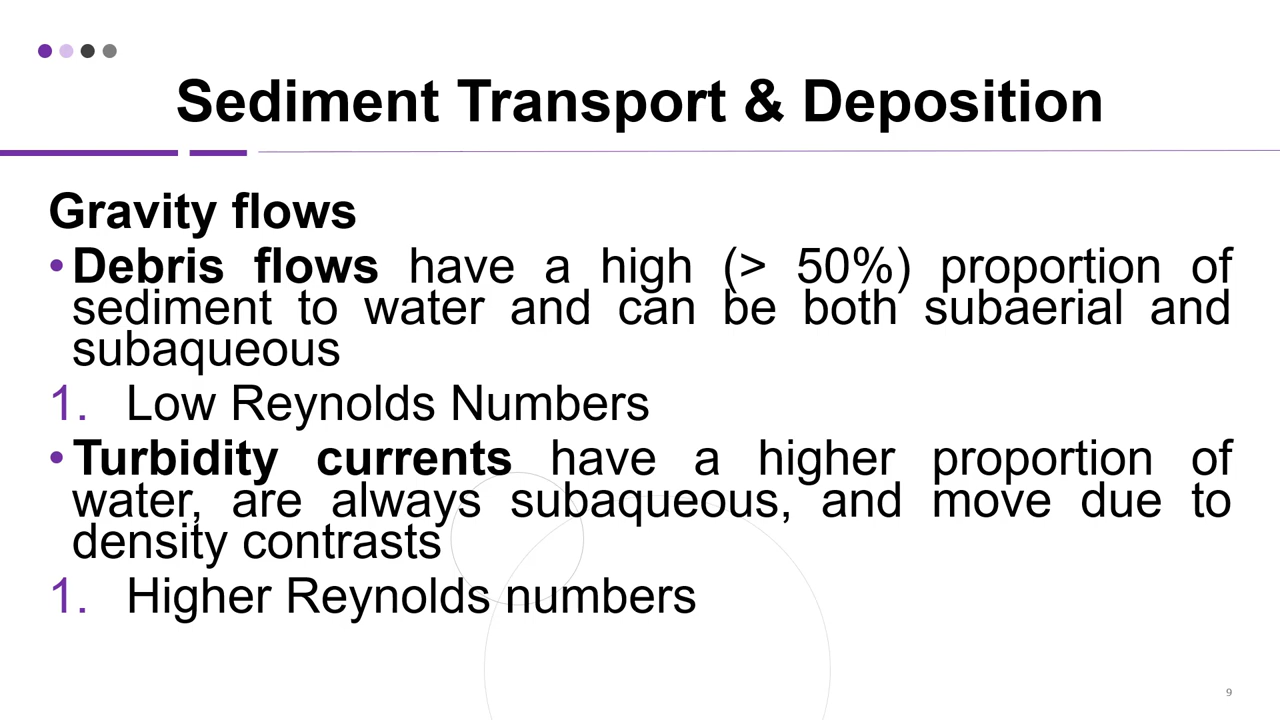 Sediment Transport & Deposition
Gravity flows
•Debris flows have a high (> 50%) proportion of
sediment to water and can be both subaerial and
subaqueous
1. Low Reynolds Numbers
•Turbidity currents have a higher proportion of
water, are always subaqueous, and move due to
density contrasts
1. Higher Reynolds numbers
9